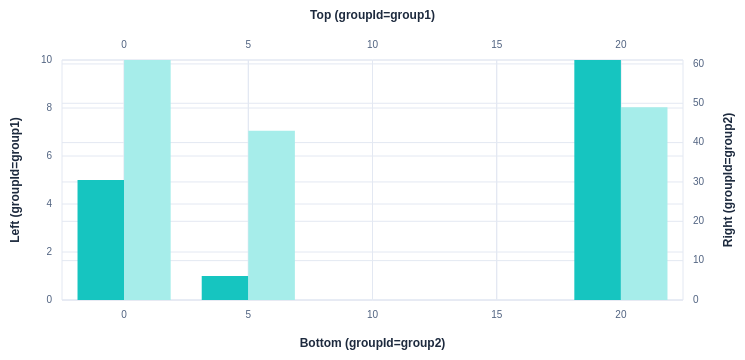 Top (groupId=group1)
0 5 10 15 20
10
8
6
4
2
0
Left (groupId=group1)
60
50
40
30
20
10
0
Right (groupId=group2)
0 5 10 15 20
Bottom (groupId=group2)